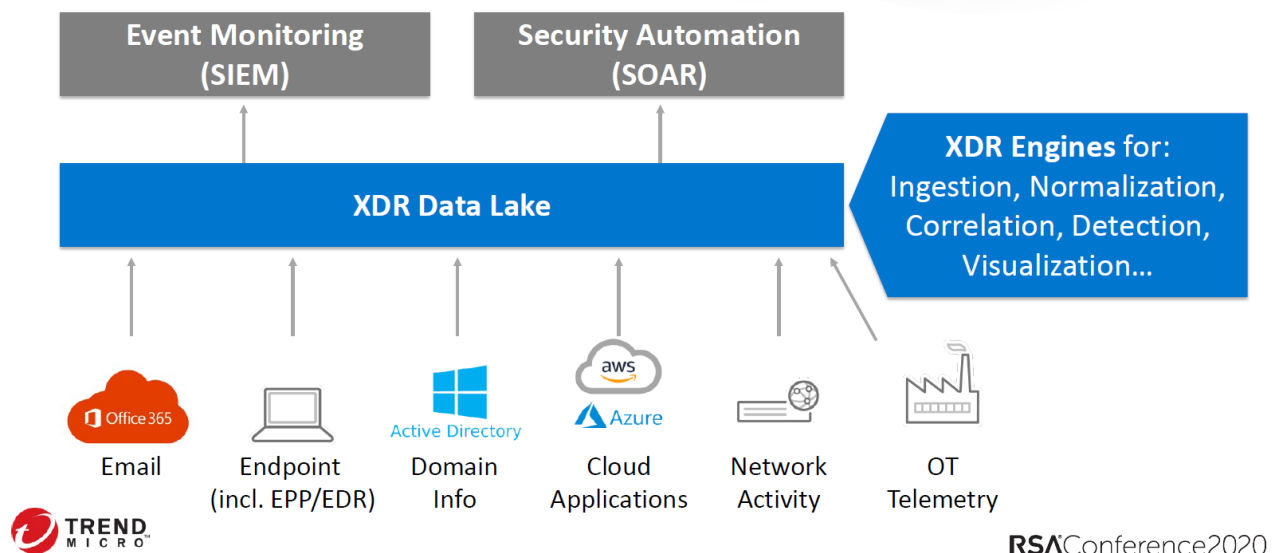 Event Monitoring
(SIEM)
Security Automation
(SOAR)
XDR Data Lake
XDR Engines for:
Ingestion, Normalization,
Correlation, Detection,
Visualization...
Office 365
Active Directory
aws
Azure
Email
Endpoint
(incl. EPP/EDR)
Domain
Info
Cloud
Applications
Network
Activity
OT
Telemetry
TREND™
MICRO
RSAConference2020